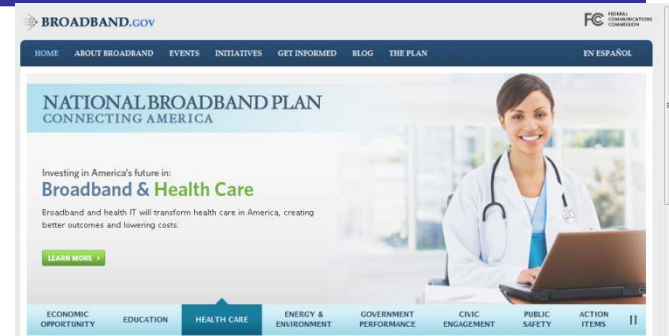 BROADBAND.GOV
FC FEDERAL COMMUNICATIONS COMMISSION
HOME ABOUT BROADBAND EVENTS INITIATIVES GET INFORMED BLOG THE PLAN EN ESPAÑOL
NATIONAL BROADBAND PLAN
CONNECTING AMERICA
Investing in America's future in:
Broadband & Health Care
Broadband and health IT will transform health care in America, creating
better outcomes and lowering costs.
LEARN MORE
ECONOMIC OPPORTUNITY EDUCATION HEALTH CARE ENERGY & ENVIRONMENT GOVERNMENT PERFORMANCE CIVIC ENGAGEMENT PUBLIC SAFETY ACTION ITEMS